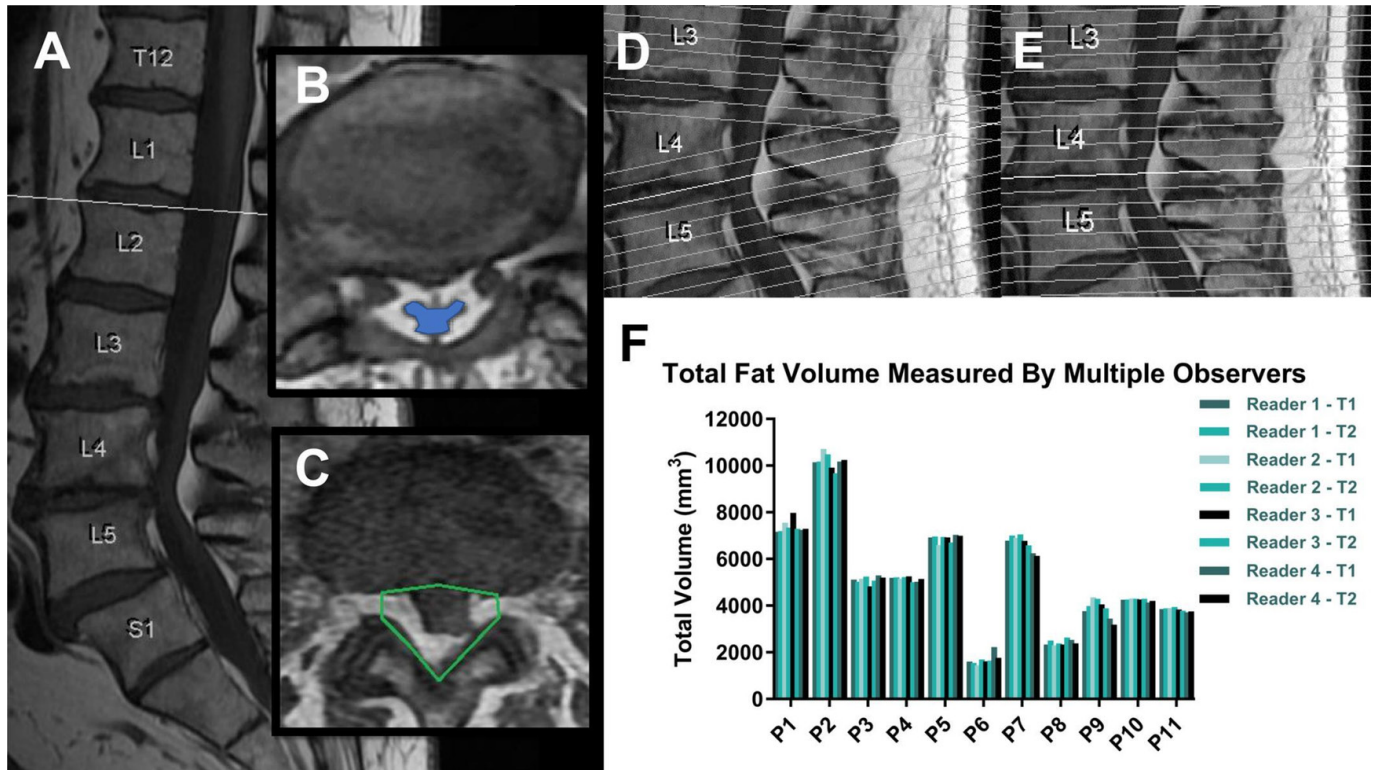 A
T12
L1
L2
L3
L4
L5
S1
B
C
D
L3
L4
L5
E
L3
L4
L5
F
Total Fat Volume Measured By Multiple Observers
Total Volume (mm³)
12000
10000
8000
6000
4000
2000
0
P1 P2 P3 P4 P5 P6 P7 P8 P9 P10 P11
Reader 1 - T1
Reader 1 - T2
Reader 2 - T1
Reader 2 - T2
Reader 3 - T1
Reader 3 - T2
Reader 4 - T1
Reader 4 - T2